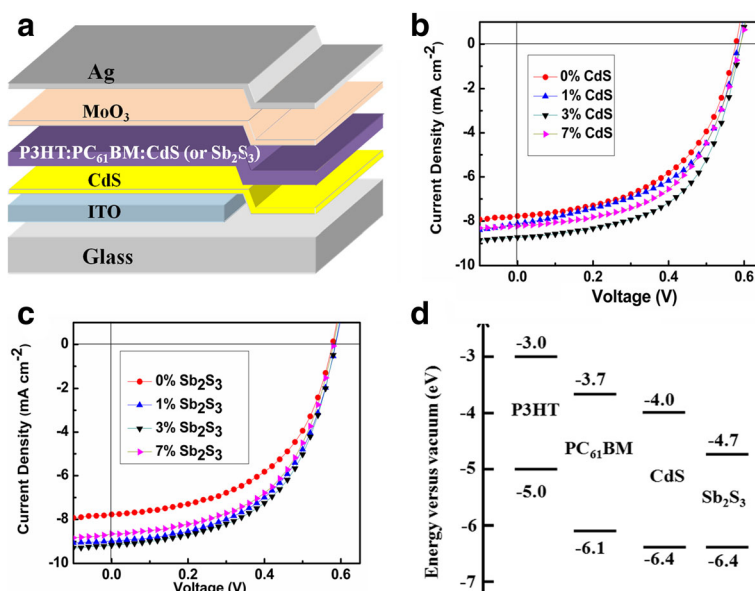 a
Ag
MoO₃
P3HT:PC₆₁BM:CdS (or Sb₂S₃)
CdS
ITO
Glass
b
Current Density (mA cm⁻²)
0
-2
-4
-6
-8
-10
0% CdS
1% CdS
3% CdS
7% CdS
0.0 0.2 0.4 0.6
Voltage (V)
c
Current Density (mA cm⁻²)
0
-2
-4
-6
-8
-10
0% Sb₂S₃
1% Sb₂S₃
3% Sb₂S₃
7% Sb₂S₃
0.0 0.2 0.4 0.6
Voltage (V)
d
Energy versus vacuum (eV)
-3
-4
-5
-6
-7
-3.0
P3HT
-5.0
-3.7
PC₆₁BM
-6.1
-4.0
CdS
-6.4
-4.7
Sb₂S₃
-6.4